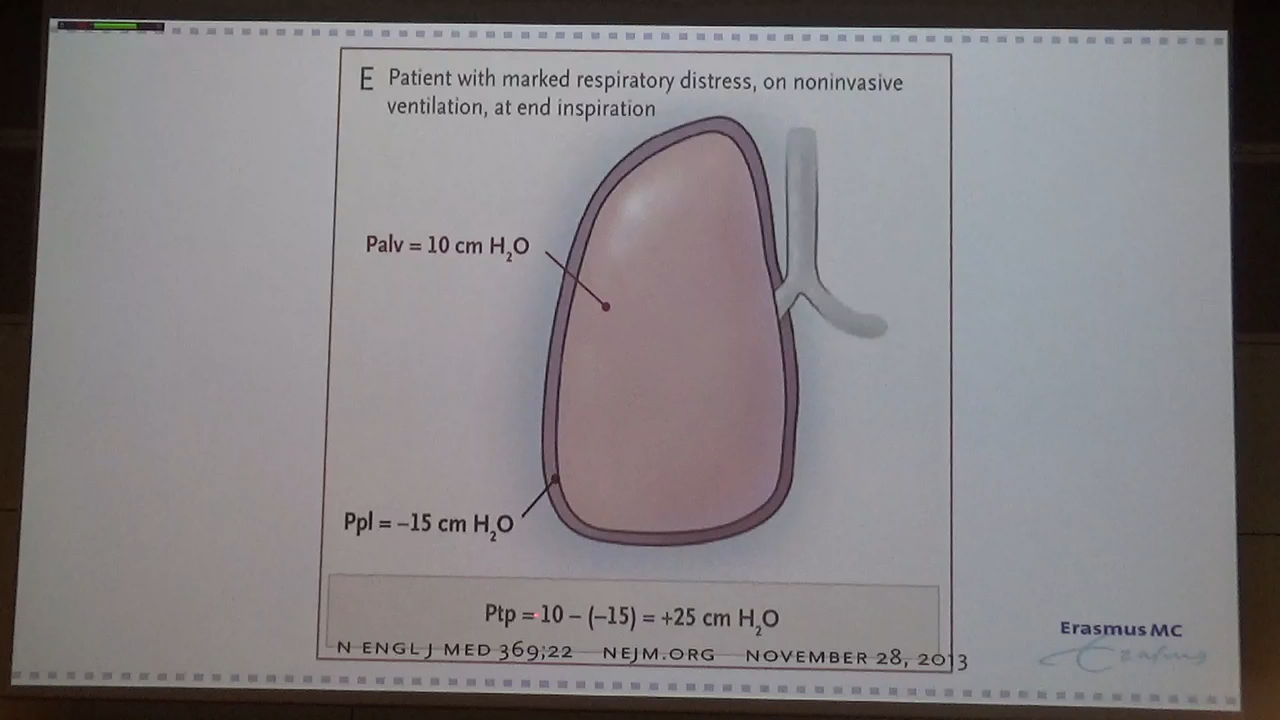 E Patient with marked respiratory distress, on noninvasive
ventilation, at end inspiration
Palv = 10 cm H₂O
Ppl = –15 cm H₂O
Ptp = 10 – (–15) = +25 cm H₂O
N ENGL J MED 369;22 NEJM.ORG NOVEMBER 28, 2013
Erasmus MC
Erasmus